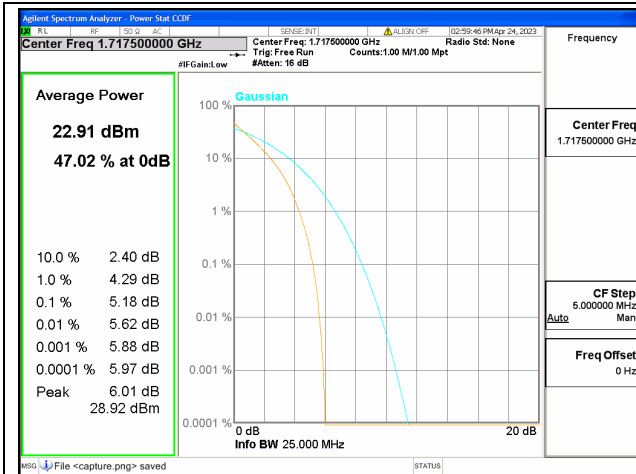 Agilent Spectrum Analyzer - Power Stat CCDF
RL RF 50 Ω AC SENSE:INT ALIGN OFF 02:59:46 PM Apr 24, 2023
Center Freq 1.717500000 GHz
Center Freq: 1.717500000 GHz Radio Std: None
Trig: Free Run Counts:1.00 M/1.00 Mpt
#IFGain:Low #Atten: 16 dB
Frequency
Average Power
22.91 dBm
47.02 % at 0dB
10.0 % 2.40 dB
1.0 % 4.29 dB
0.1 % 5.18 dB
0.01 % 5.62 dB
0.001 % 5.88 dB
0.0001 % 5.97 dB
Peak 6.01 dB
28.92 dBm
Gaussian
100 %
10 %
1 %
0.1 %
0.01 %
0.001 %
0.0001 %
0 dB 20 dB
Info BW 25.000 MHz
Center Freq
1.717500000 GHz
CF Step
5.000000 MHz
Auto Man
Freq Offset
0 Hz
MSG File <capture.png> saved STATUS